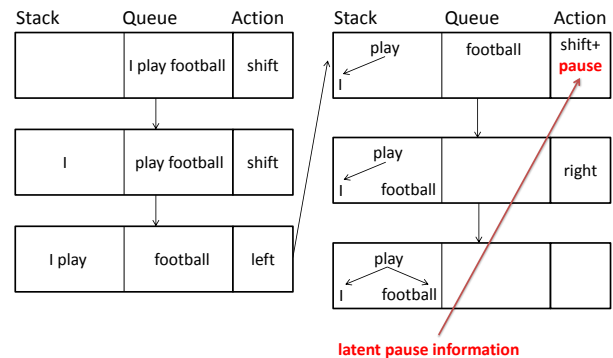 Stack Queue Action
I play football shift
I play football shift
I play football left
Stack Queue Action
play football shift+
pause
I
play right
I football
play
I football
latent pause information